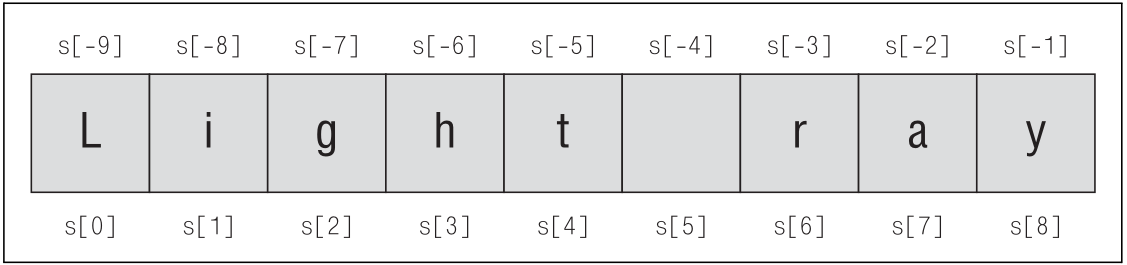 s[-9] s[-8] s[-7] s[-6] s[-5] s[-4] s[-3] s[-2] s[-1]
L i g h t r a y
s[0] s[1] s[2] s[3] s[4] s[5] s[6] s[7] s[8]